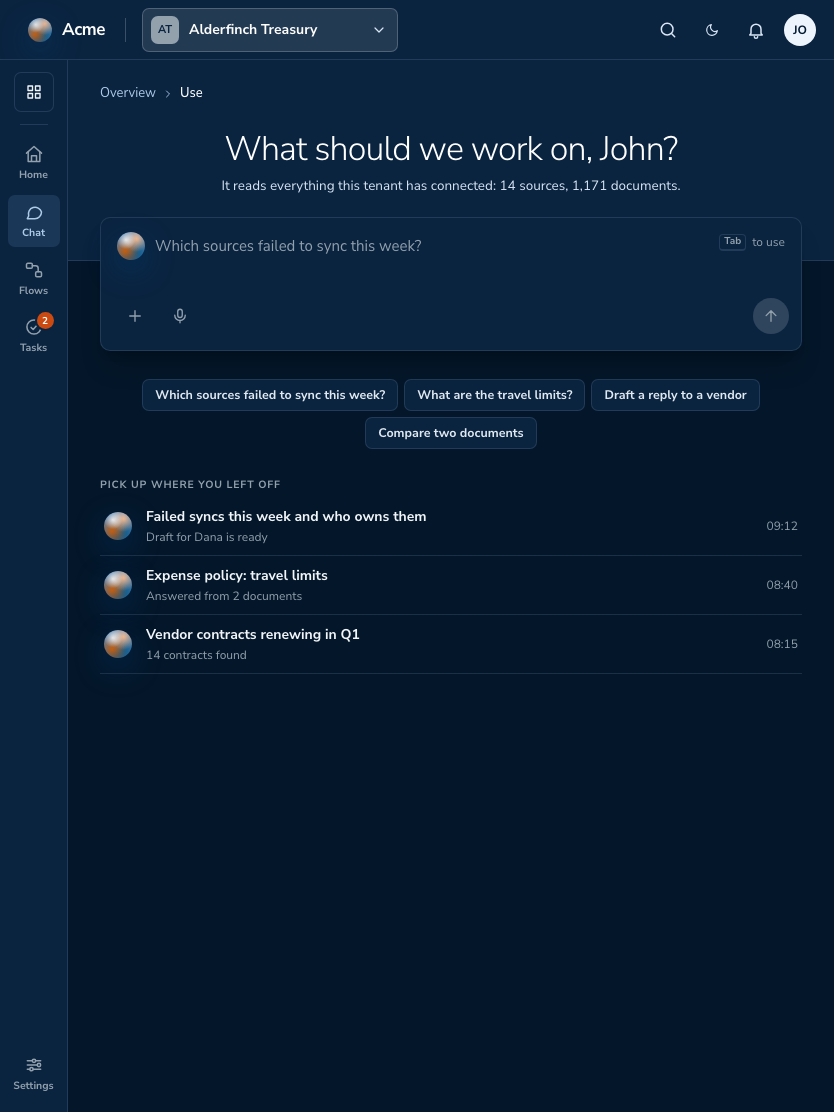 Acme
AT
Alderfinch Treasury
JO
Overview
Use
Home
Chat
Flows
2
Tasks
Settings
What should we work on, John?
It reads everything this tenant has connected: 14 sources, 1,171 documents.
Which sources failed to sync this week?
Tab to use
Which sources failed to sync this week?
What are the travel limits?
Draft a reply to a vendor
Compare two documents
PICK UP WHERE YOU LEFT OFF
Failed syncs this week and who owns them
Draft for Dana is ready
09:12
Expense policy: travel limits
Answered from 2 documents
08:40
Vendor contracts renewing in Q1
14 contracts found
08:15